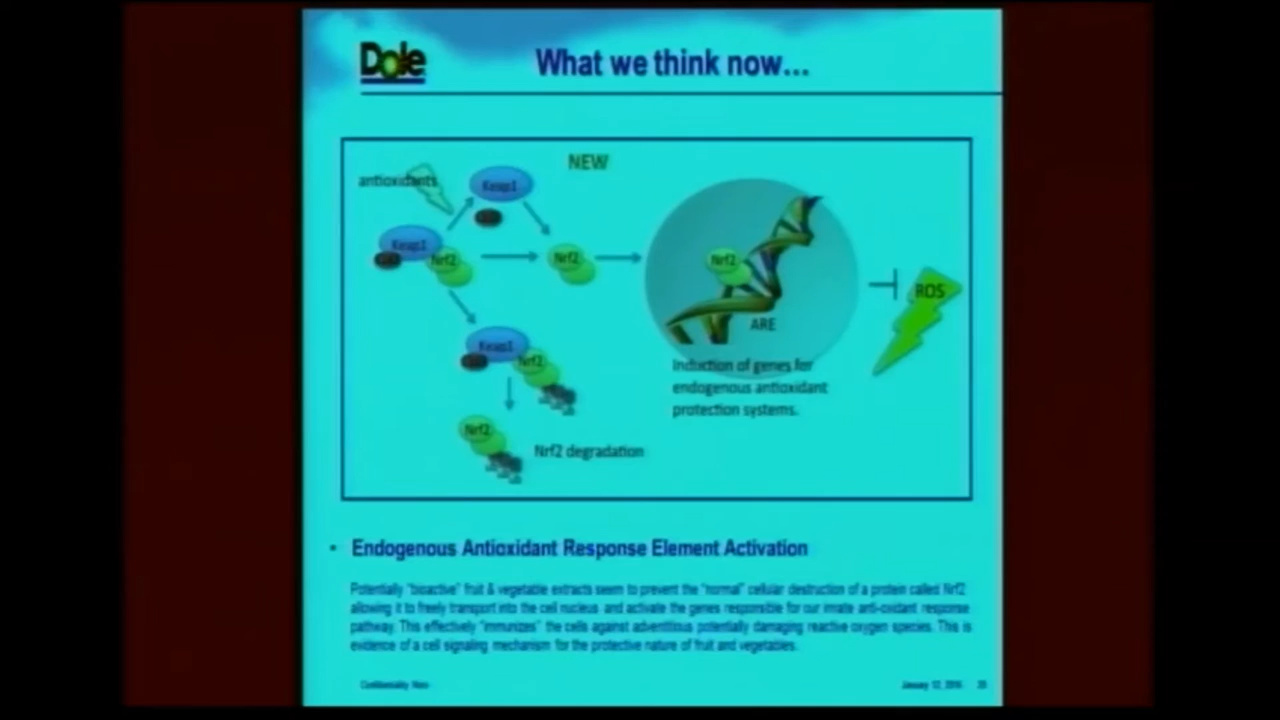 Dole
What we think now...
NEW
antioxidants
Keap1
Keap1
Nrf2
Nrf2
Nrf2
ROS
ARE
Keap1
Nrf2
Induction of genes for
endogenous antioxidant
protection systems.
Nrf2
Nrf2 degradation
• Endogenous Antioxidant Response Element Activation
Potentially "bioactive" fruit & vegetable extracts seem to prevent the "normal" cellular destruction of a protein called Nrf2
allowing it to freely transport into the cell nucleus and activate the genes responsible for our innate anti-oxidant response
pathway. This effectively "immunizes" the cells against adventitious potentially damaging reactive oxygen species. This is
evidence of a cell signaling mechanism for the protective nature of fruit and vegetables.
January 12,